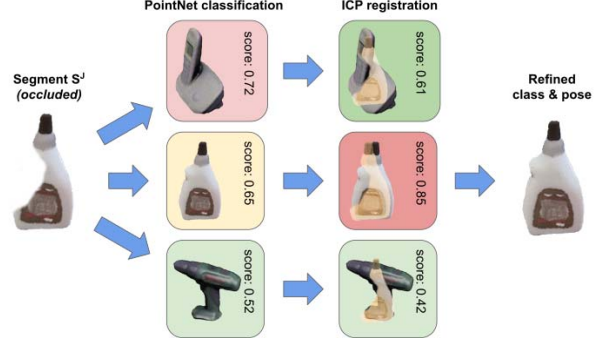 PointNet classification
ICP registration
Segment S^J
(occluded)
score: 0.72
score: 0.61
Refined
class & pose
score: 0.65
score: 0.85
score: 0.52
score: 0.42